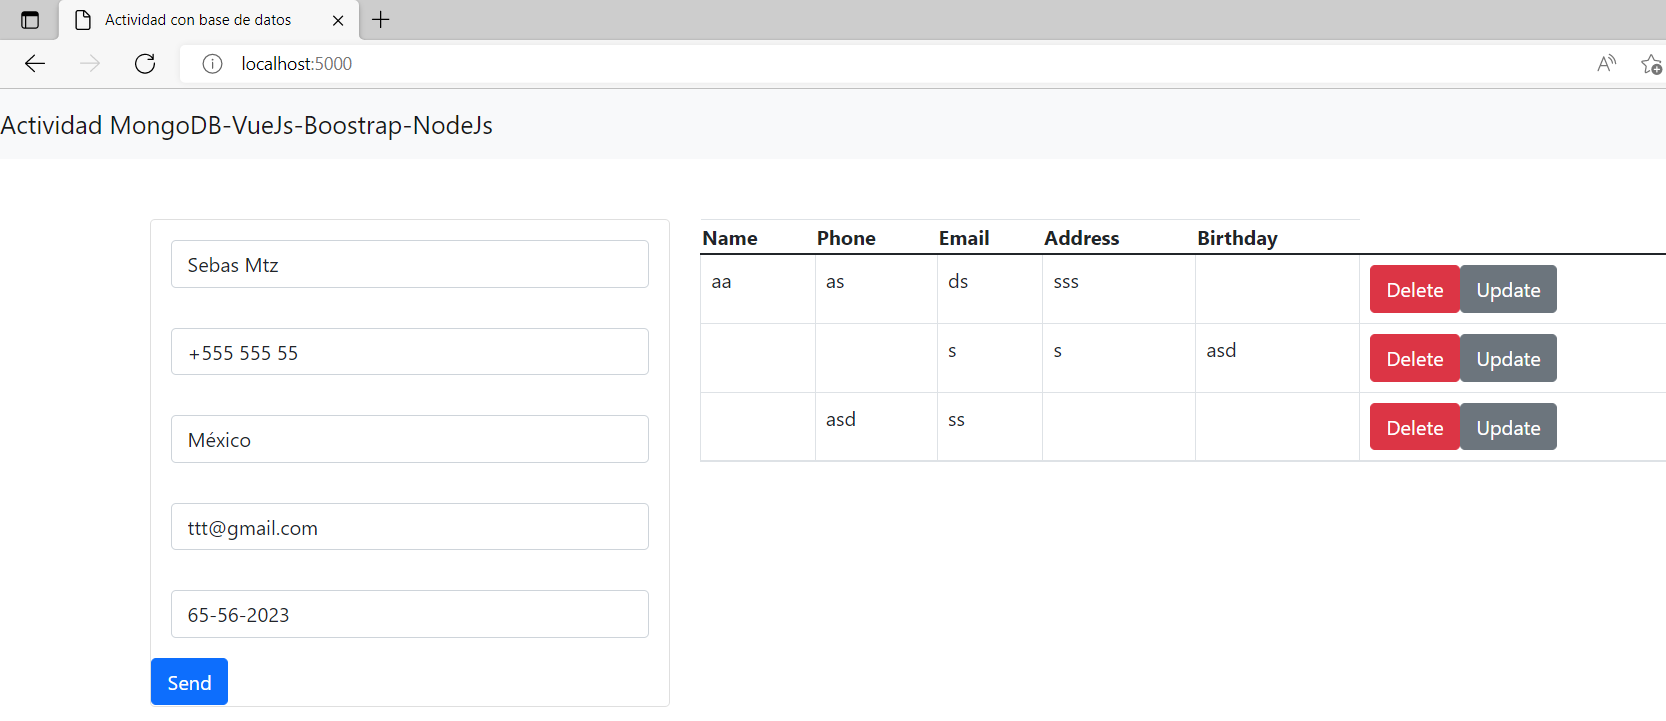 Actividad con base de datos
localhost:5000
Actividad MongoDB-VueJs-Boostrap-NodeJs
Sebas Mtz
+555 555 55
México
ttt@gmail.com
65-56-2023
Send
Name Phone Email Address Birthday
aa as ds sss Delete Update
s s asd Delete Update
asd ss Delete Update